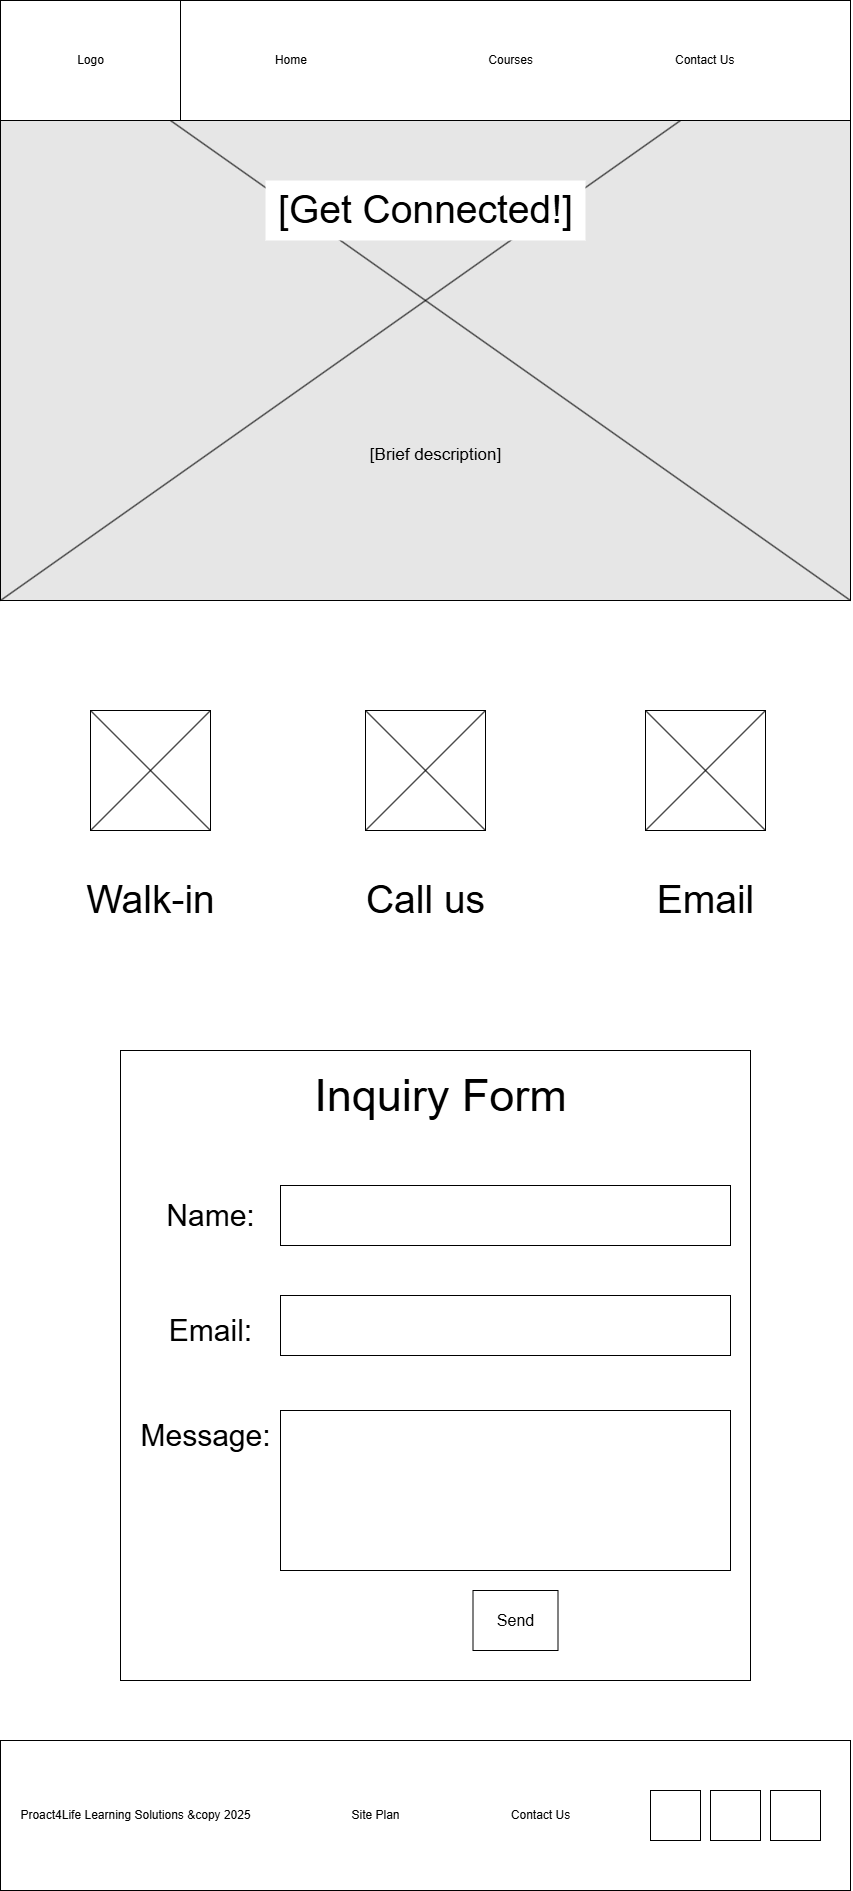 Logo
Home
Courses
Contact Us
[Get Connected!]
[Brief description]
Walk-in
Call us
Email
Inquiry Form
Name:
Email:
Message:
Send
Proact4Life Learning Solutions &copy 2025
Site Plan
Contact Us